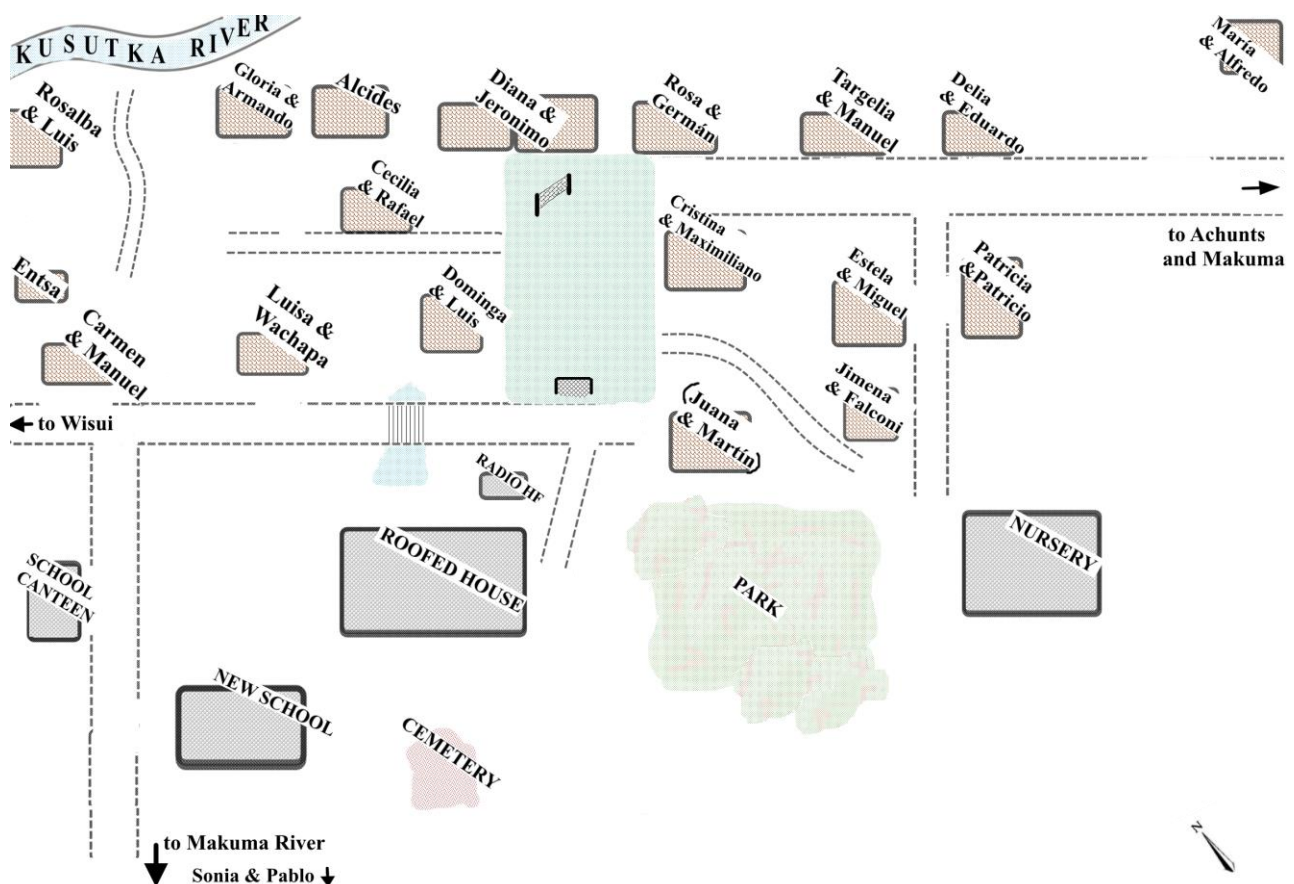 KUSUTKA RIVER
María
& Alfredo
Gloria &
Armando
Alcídes
Diana &
Jeronimo
Rosa &
Germán
Targelia
& Manuel
Delia
& Eduardo
Rosalba
& Luis
Cecilia
& Rafael
Cristina
& Maximiliano
to Achunts
and Makuma
Entsa
Estela
& Miguel
Patricia
&Patricio
Carmen
& Manuel
Luisa &
Wachapa
Dominga
& Luis
Jimena
& Falconi
(Juana
& Martín)
to Wisui
RADIO HF
ROOFED HOUSE
NURSERY
SCHOOL
CANTEEN
PARK
NEW SCHOOL
CEMETERY
to Makuma River
Sonia & Pablo
N